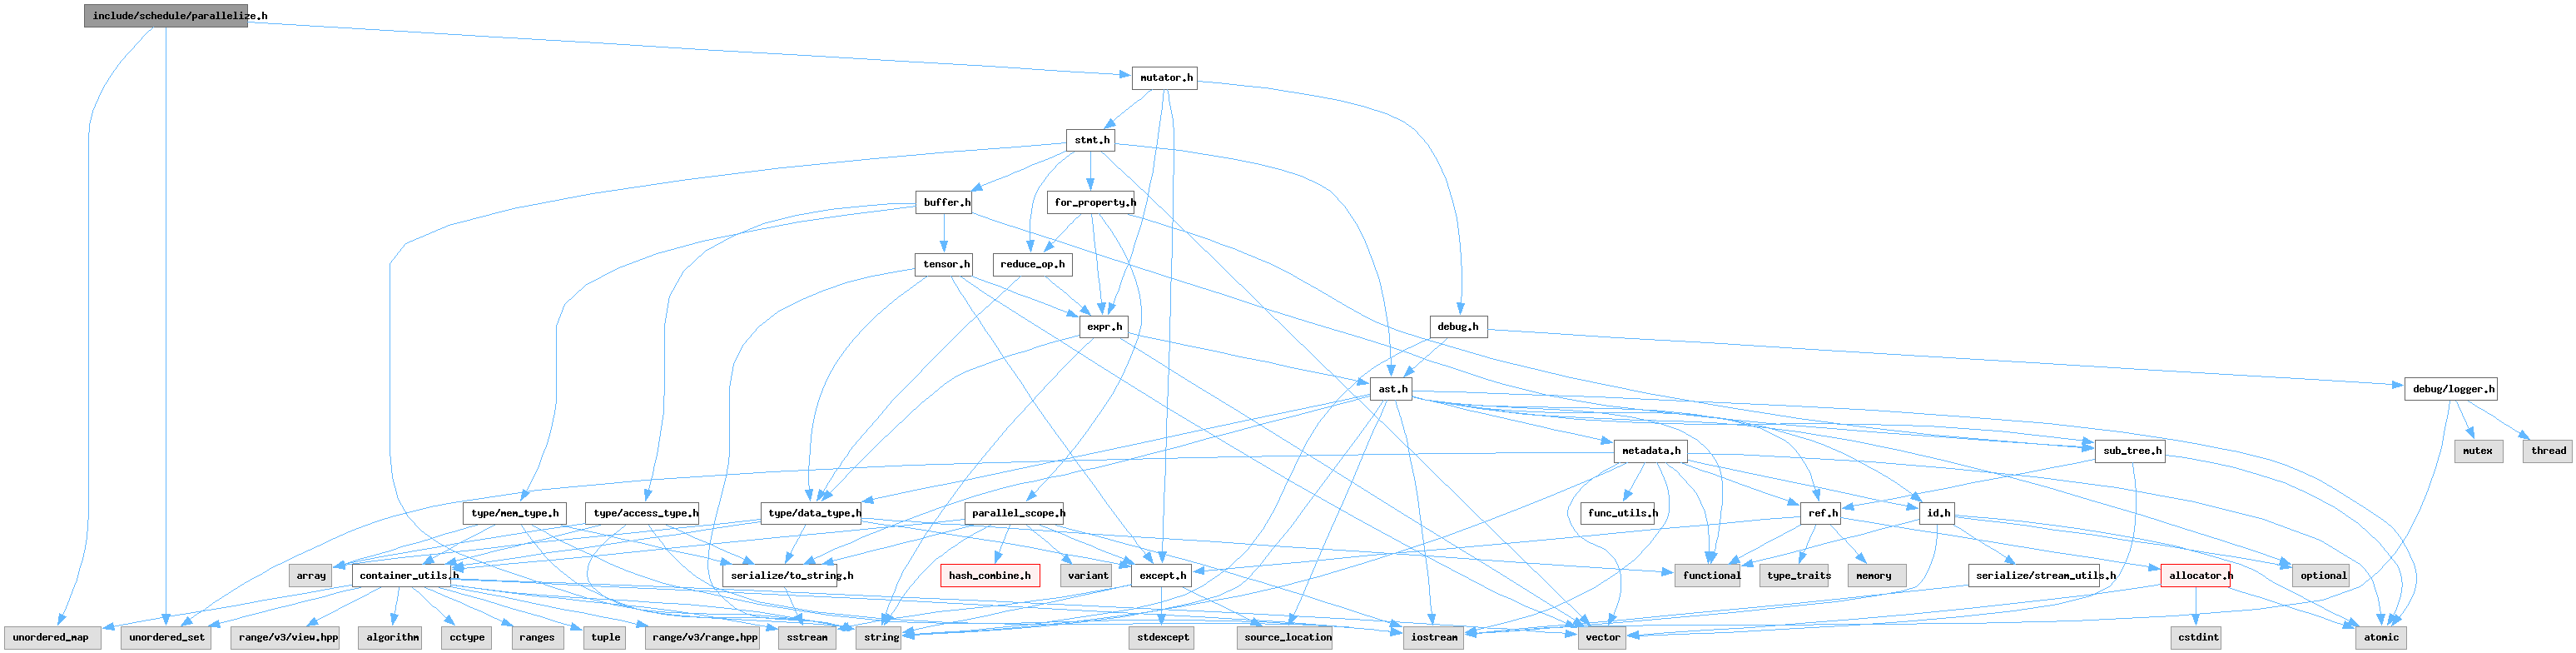 include/schedule/parallelize.h
mutator.h
stmt.h
buffer.h
for_property.h
tensor.h
reduce_op.h
expr.h
debug.h
ast.h
debug/logger.h
metadata.h
sub_tree.h
mutex
thread
type/mem_type.h
type/access_type.h
type/data_type.h
parallel_scope.h
func_utils.h
ref.h
id.h
array
container_utils.h
serialize/to_string.h
hash_combine.h
variant
except.h
functional
type_traits
memory
serialize/stream_utils.h
allocator.h
optional
unordered_map
unordered_set
range/v3/view.hpp
algorithm
cctype
ranges
tuple
range/v3/range.hpp
sstream
string
stdexcept
source_location
iostream
vector
cstdint
atomic